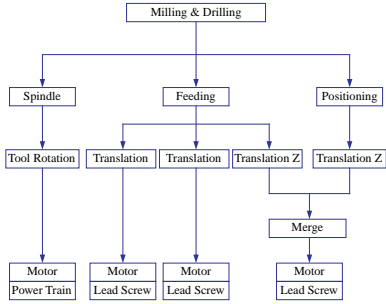 Milling & Drilling
Spindle Feeding Positioning
Tool Rotation Translation Translation Translation Z Translation Z
Merge
Motor Motor Motor Motor
Power Train Lead Screw Lead Screw Lead Screw